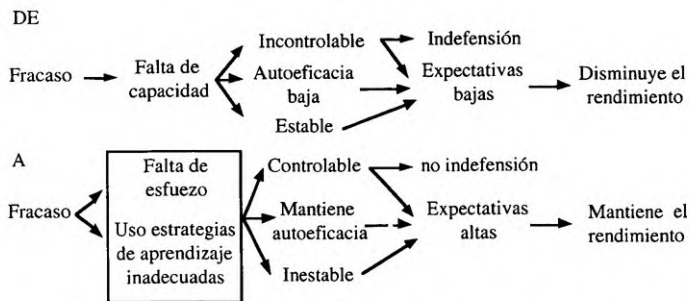 DE
Fracaso
Falta de
capacidad
Incontrolable
Indefensión
Autoeficacia
baja
Expectativas
bajas
Estable
Disminuye el
rendimiento
A
Fracaso
Falta de
esfuezo
Uso estrategias
de aprendizaje
inadecuadas
Controlable
no indefensión
Mantiene
autoeficacia
Expectativas
altas
Inestable
Mantiene el
rendimiento